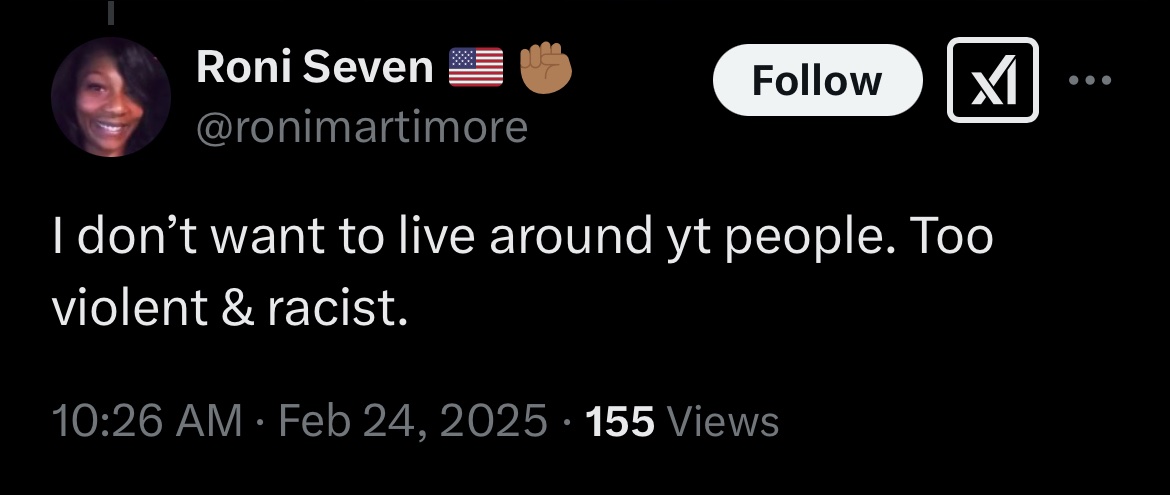 Roni Seven 🇺🇸 ✊🏽
Follow
@ronimartimore
I don’t want to live around yt people. Too
violent & racist.
10:26 AM · Feb 24, 2025 · 155 Views